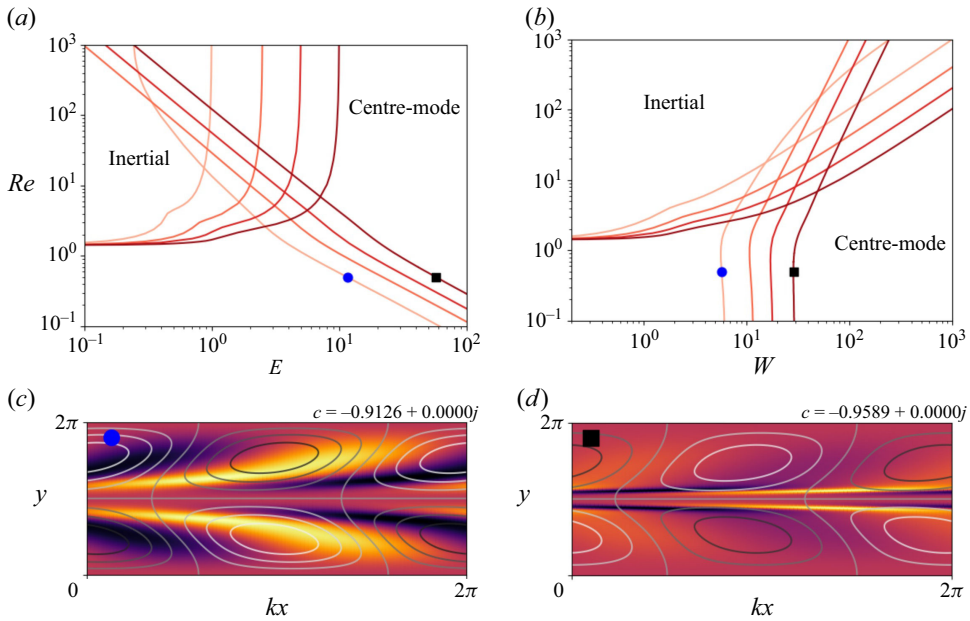 (a)
(b)
10³
10²
10¹
10⁰
10⁻¹
Re
Inertial
Centre-mode
10⁻¹
10⁰
10¹
10²
E
10³
10²
10¹
10⁰
10⁻¹
Inertial
Centre-mode
10⁰
10¹
10²
10³
W
(c)
c = –0.9126 + 0.0000j
2π
y
0
kx
2π
(d)
c = –0.9589 + 0.0000j
2π
y
0
kx
2π